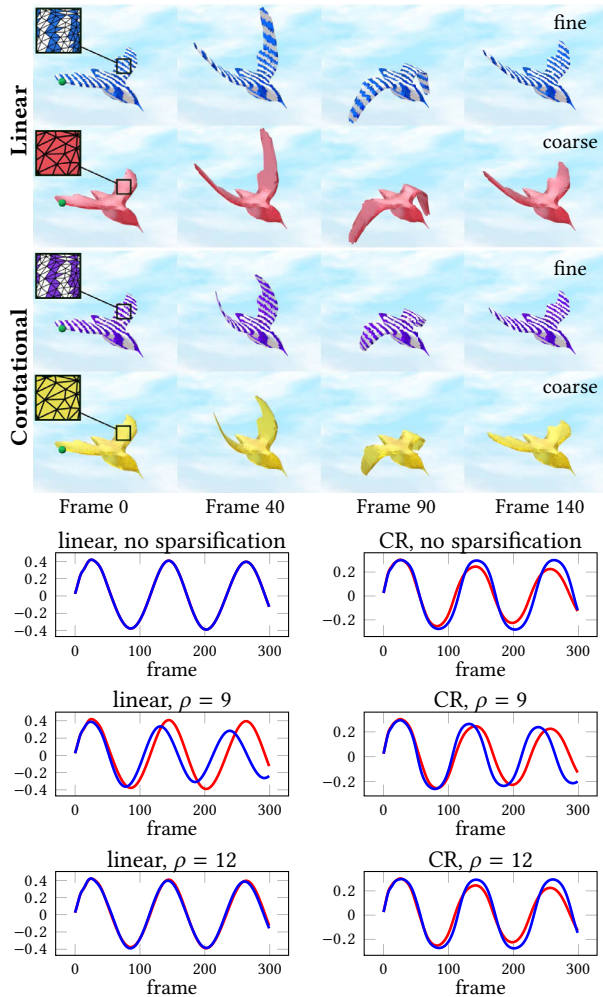 fine
Linear
coarse
fine
Corotational
coarse
Frame 0 Frame 40 Frame 90 Frame 140
linear, no sparsification CR, no sparsification
0.4
0.2
0
−0.2
−0.4
0 100 200 300
frame
0.2
0
−0.2
0 100 200 300
frame
linear, ρ = 9 CR, ρ = 9
0.4
0.2
0
−0.2
−0.4
0 100 200 300
frame
0.2
0
−0.2
0 100 200 300
frame
linear, ρ = 12 CR, ρ = 12
0.4
0.2
0
−0.2
−0.4
0 100 200 300
frame
0.2
0
−0.2
0 100 200 300
frame